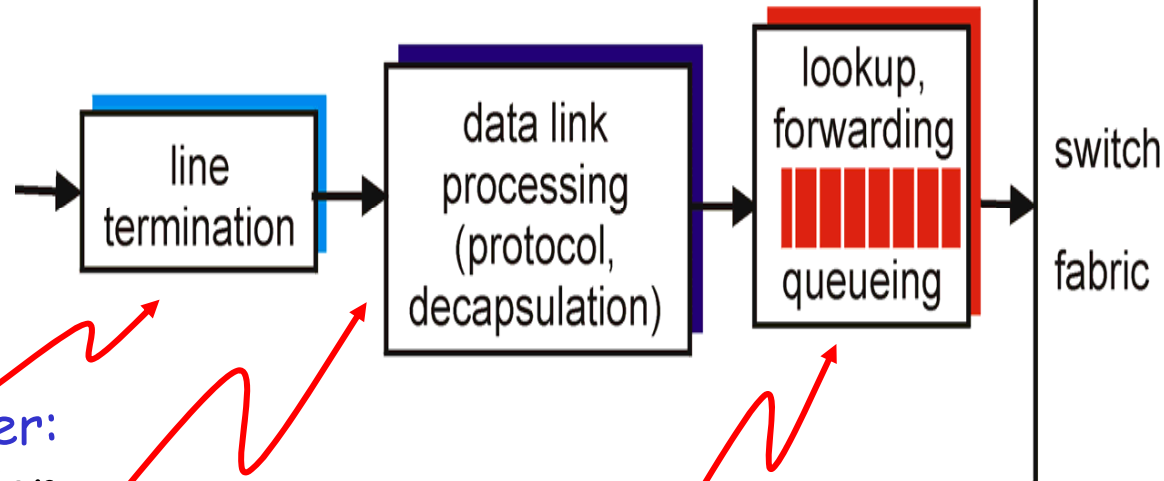 line
termination
data link
processing
(protocol,
decapsulation)
lookup,
forwarding
queueing
switch
fabric
er: